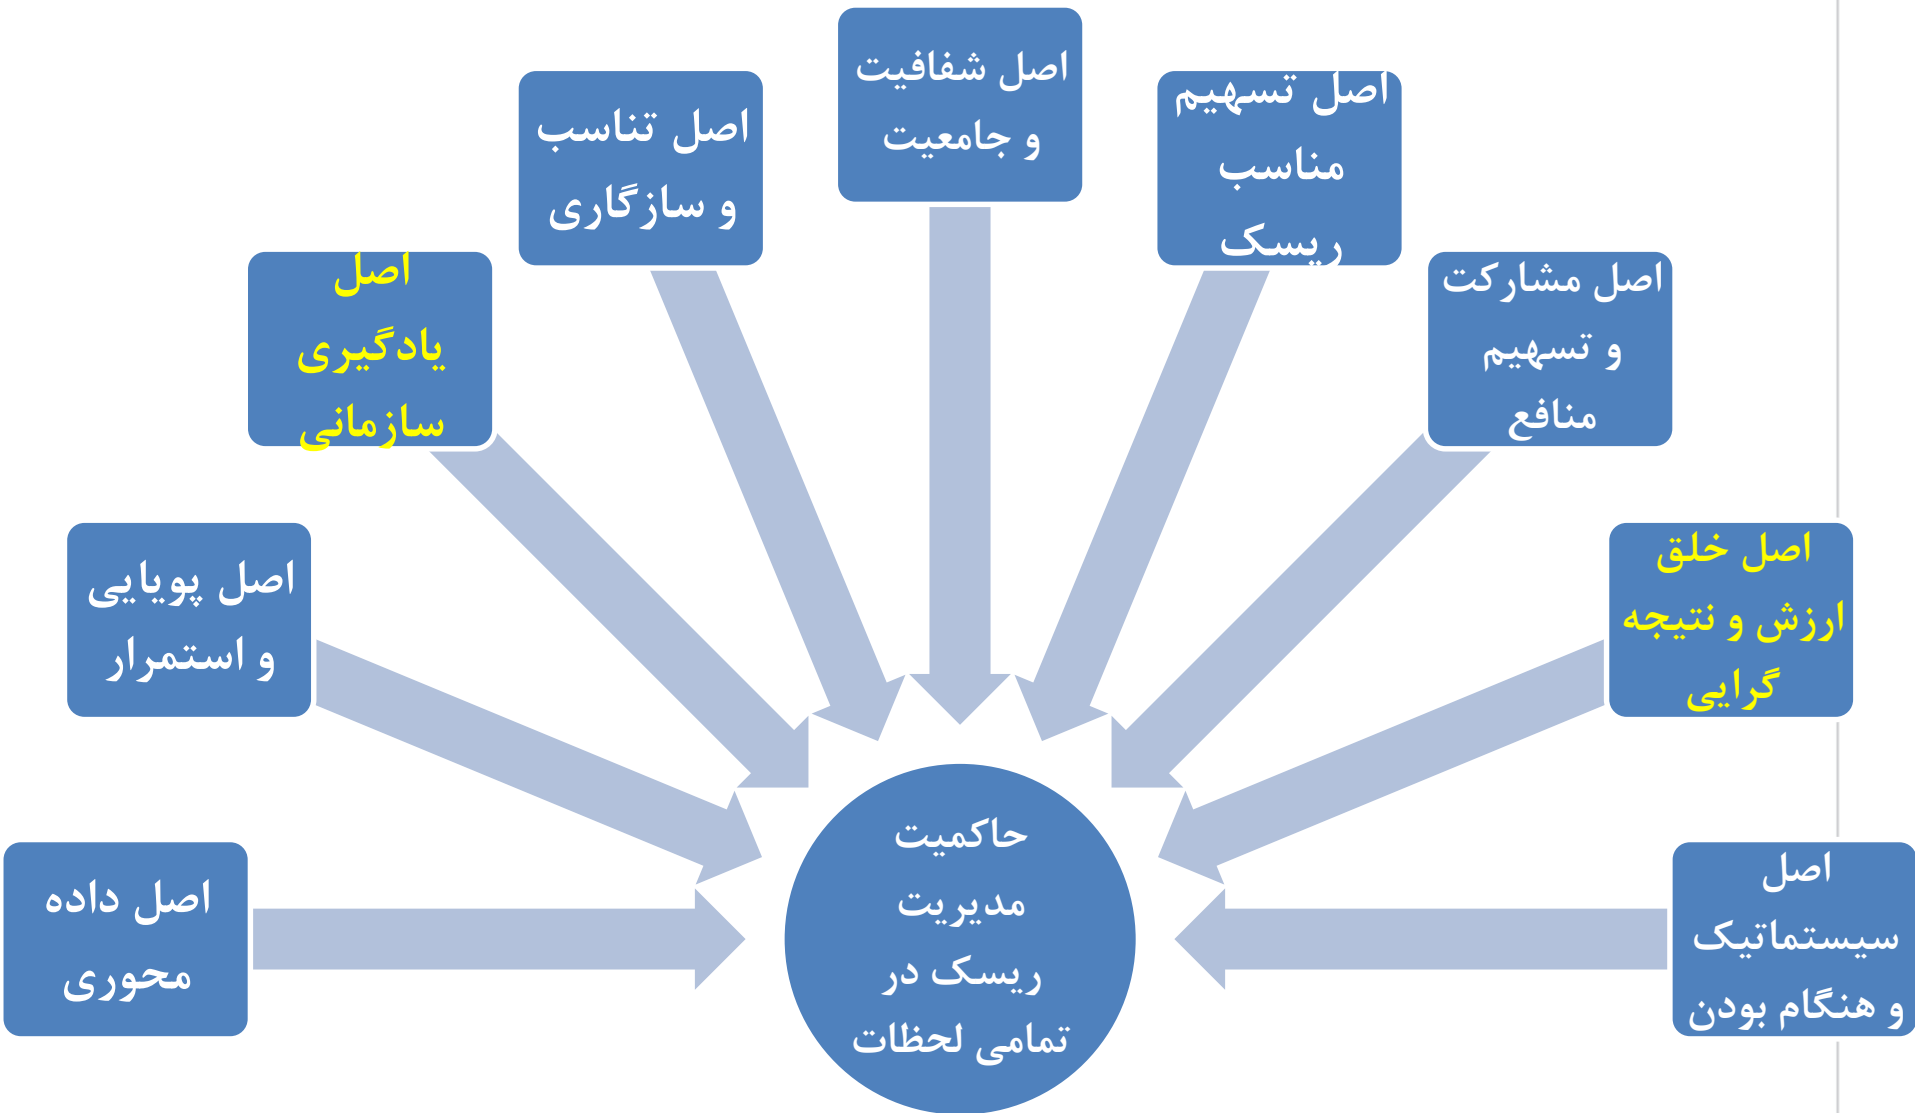 اصل شفافیت
و جامعیت
اصل تسهیم
مناسب
ریسک
اصل تناسب
و سازگاری
اصل مشارکت
و تسهیم
منافع
اصل
یادگیری
سازمانی
اصل خلق
ارزش و نتیجه
گرایی
اصل پویایی
و استمرار
اصل
سیستماتیک
و هنگام بودن
اصل داده
محوری
حاکمیت
مدیریت
ریسک در
تمامی لحظات